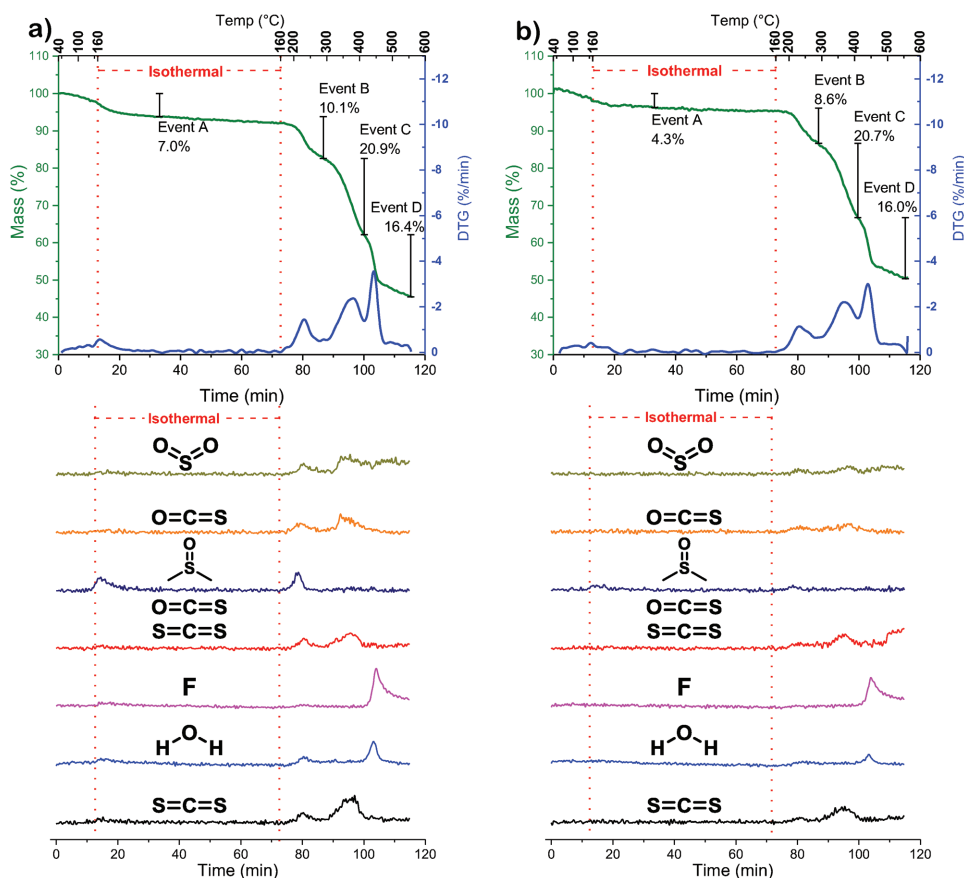 a)
Temp (°C)
40 100 160 160 200 300 400 500 600
Isothermal
Event A
7.0%
Event B
10.1%
Event C
20.9%
Event D
16.4%
Mass (%)
110
100
90
80
70
60
50
40
30
DTG (%/min)
-12
-10
-8
-6
-4
-2
0
0 20 40 60 80 100 120
Time (min)
Isothermal
O S O
O=C=S
O
S
O=C=S
S=C=S
F
H O H
S=C=S
0 20 40 60 80 100 120
Time (min)
b)
Temp (°C)
40 100 160 160 200 300 400 500 600
Isothermal
Event A
4.3%
Event B
8.6%
Event C
20.7%
Event D
16.0%
Mass (%)
110
100
90
80
70
60
50
40
30
DTG (%/min)
-12
-10
-8
-6
-4
-2
0
0 20 40 60 80 100 120
Time (min)
Isothermal
O S O
O=C=S
O
S
O=C=S
S=C=S
F
H O H
S=C=S
0 20 40 60 80 100 120
Time (min)